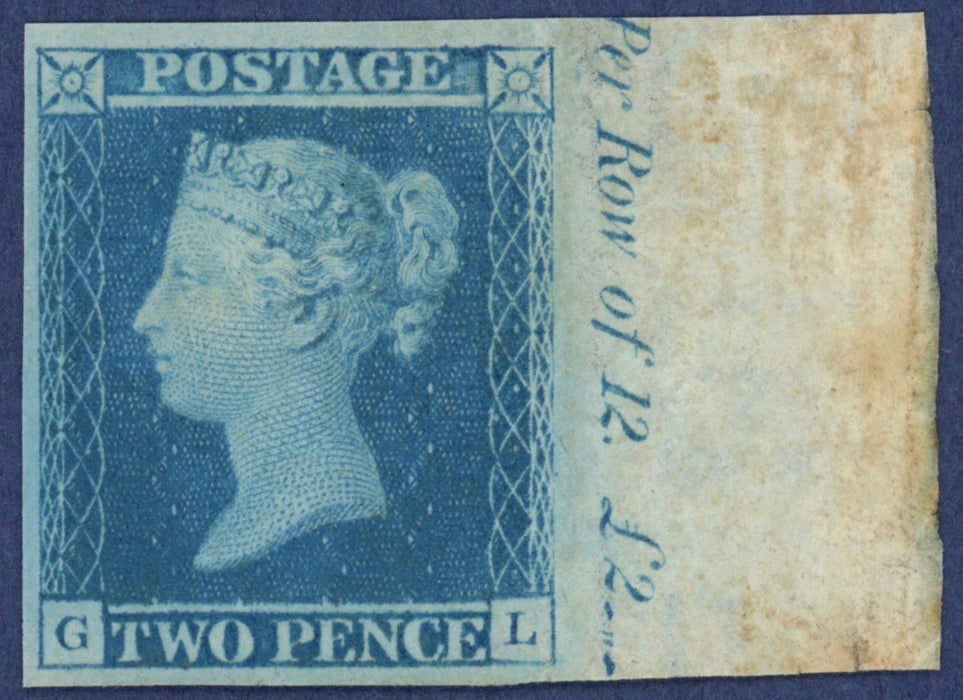 POSTAGE
G TWO PENCE L
Per Row of 12. £2